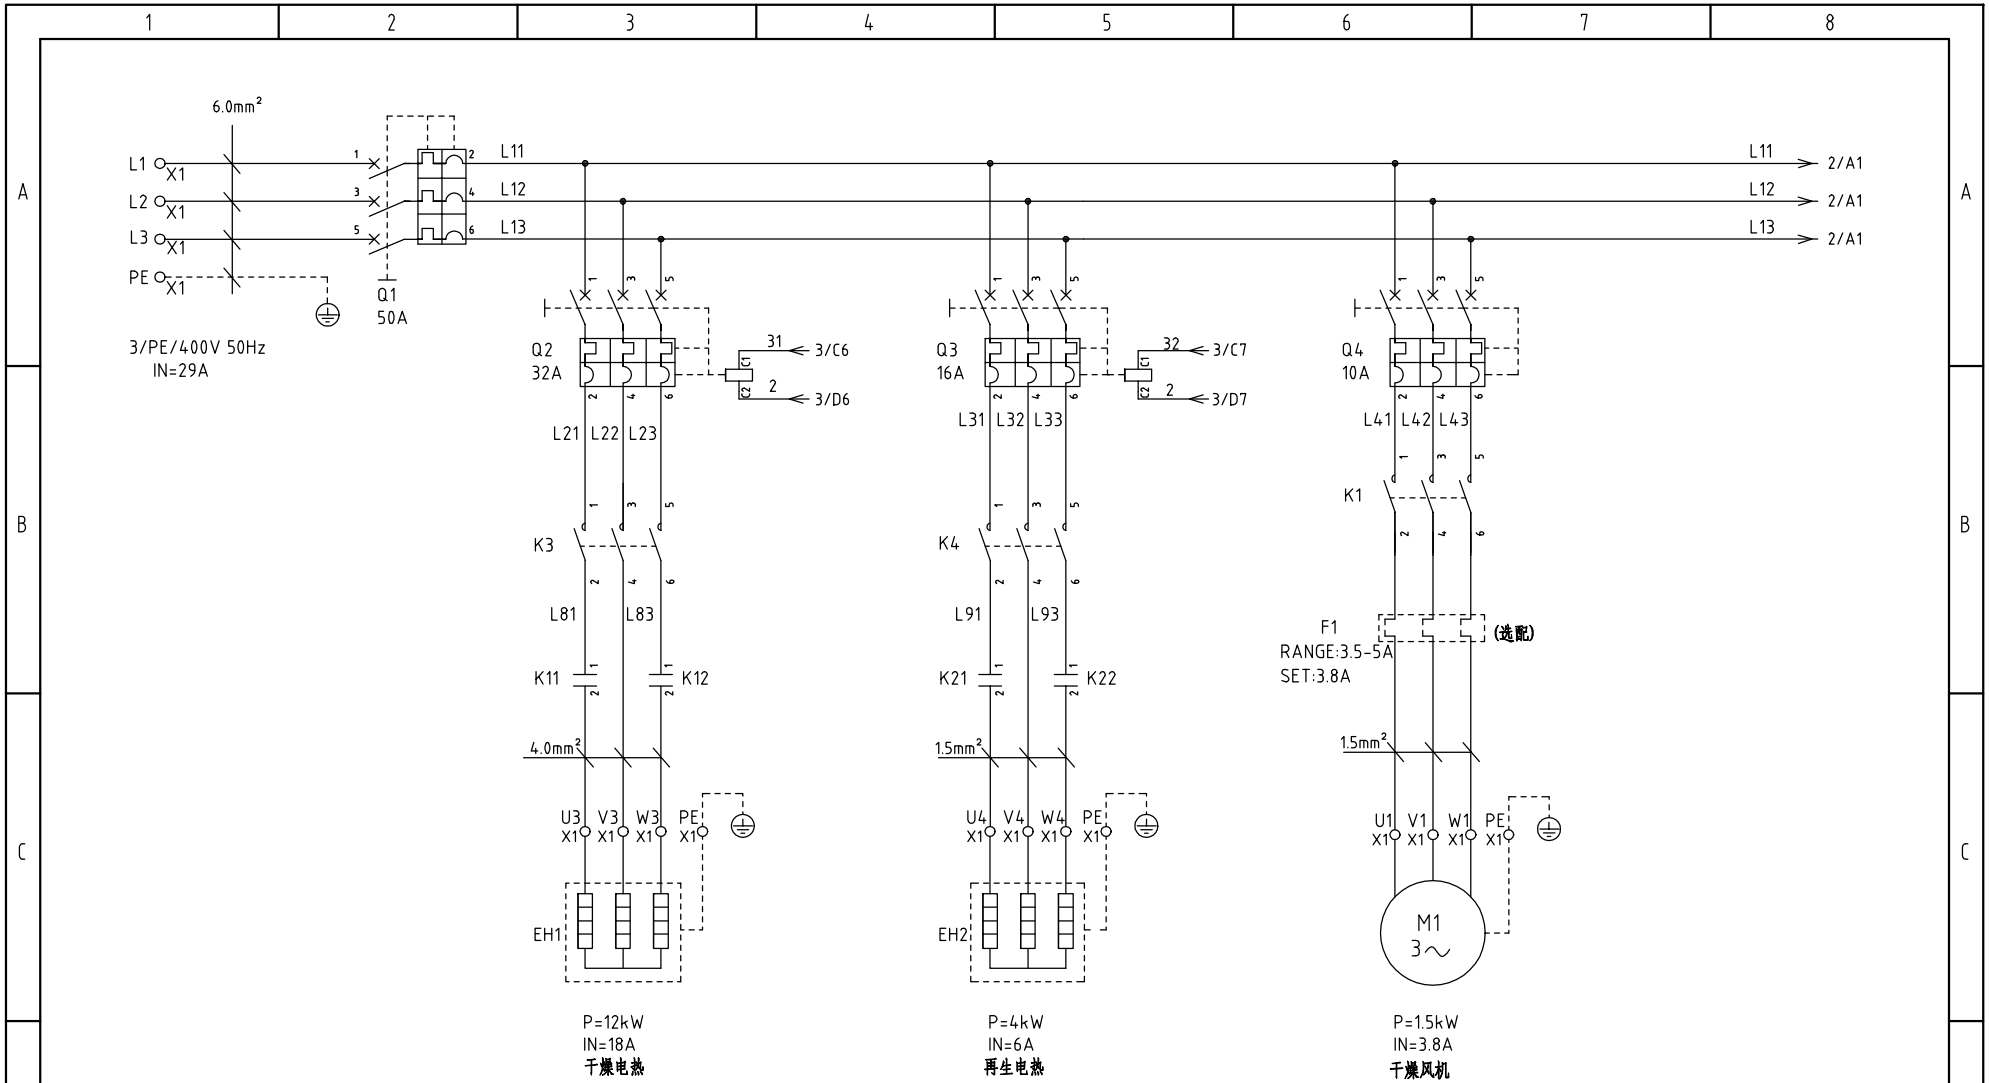 1 2 3 4 5 6 7 8
6.0mm²
L1 X1 1 2 L11 L11 2/A1
A A
L2 X1 3 4 L12 L12 2/A1
L3 X1 5 6 L13 L13 2/A1
PE X1
Q1
50A
3/PE/400V 50Hz
IN=29A
1 3 5
Q2
32A
31 3/C6
C1
C2
2 3/D6
2 4 6
L21 L22 L23
1 3 5
Q3
16A
32 3/C7
C1
C2
2 3/D7
2 4 6
L31 L32 L33
1 3 5
Q4
10A
2 4 6
L41 L42 L43
B B
1 3 5
K3
2 4 6
L81 L83
K11 1 2 1 2 K12
4.0mm²
1 3 5
K4
2 4 6
L91 L93
K21 1 2 1 2 K22
1.5mm²
1 3 5
K1
2 4 6
F1 (选配)
RANGE:3.5-5A
SET:3.8A
1.5mm²
C C
U3 V3 W3 PE
X1 X1 X1 X1
EH1
P=12kW
IN=18A
干燥电热
U4 V4 W4 PE
X1 X1 X1 X1
EH2
P=4kW
IN=6A
再生电热
U1 V1 W1 PE
X1 X1 X1 X1
M1
3~
P=1.5kW
IN=3.8A
干燥风机